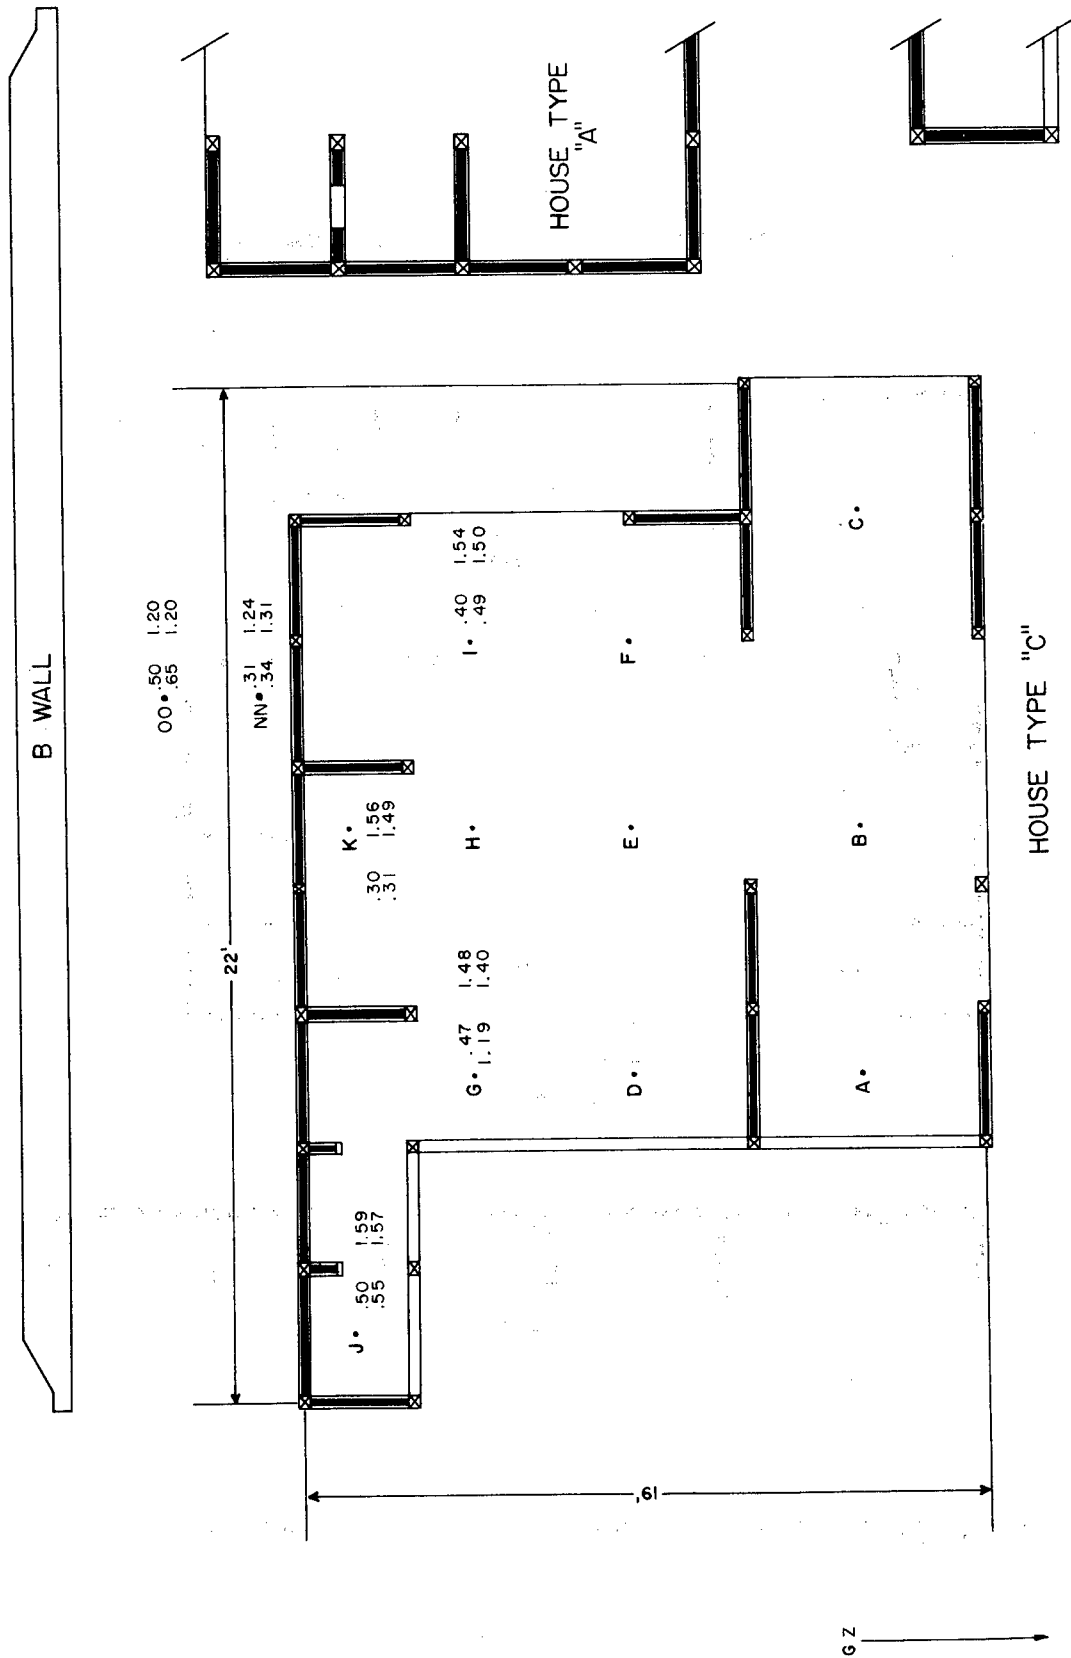 B WALL
OO • .50 1.20
.65 1.20
NN • .31 1.24
.34 1.31
22'
K •
.30 1.56
.31 1.49
J •
.50 1.59
.55 1.57
G • .47 1.48
1.19 1.40
H •
I • .40 1.54
.49 1.50
HOUSE TYPE
"A"
D •
E •
F •
19'
A •
B •
C •
GZ
HOUSE TYPE "C"